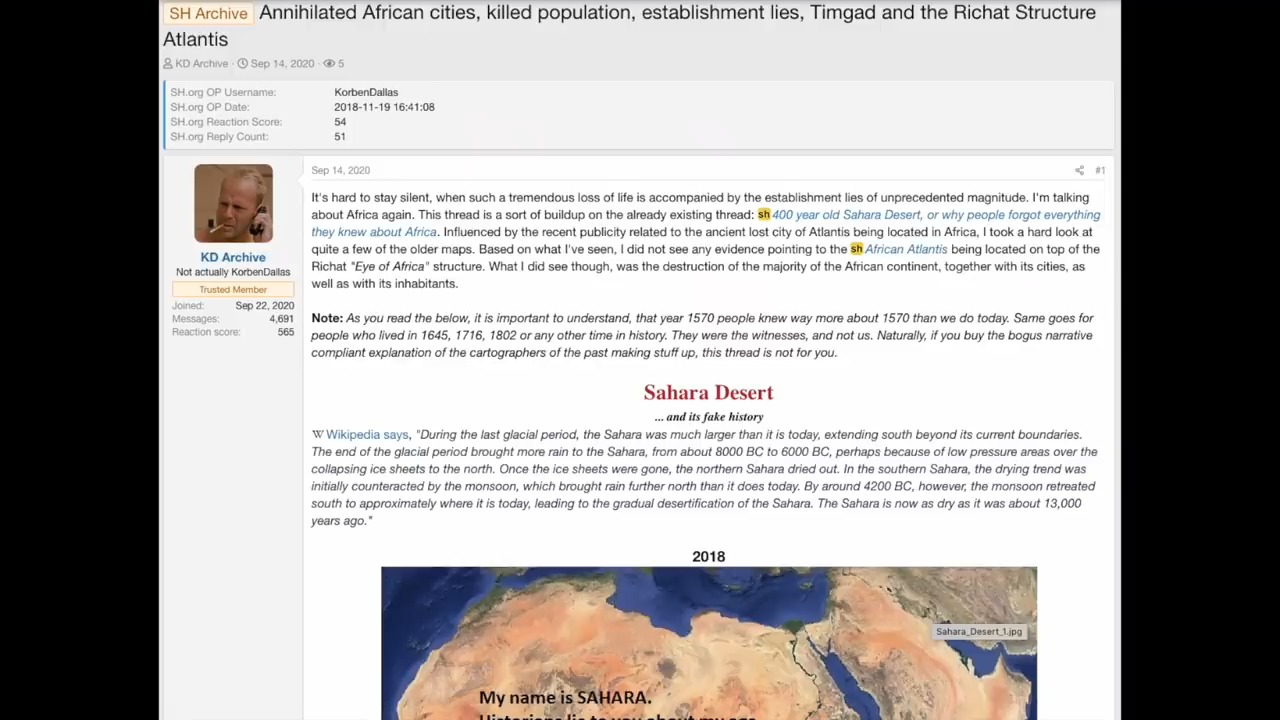 SH Archive Annihilated African cities, killed population, establishment lies, Timgad and the Richat Structure
Atlantis
KD Archive · Sep 14, 2020 · 5
SH.org OP Username: KorbenDallas
SH.org OP Date: 2018-11-19 16:41:08
SH.org Reaction Score: 54
SH.org Reply Count: 51
KD Archive
Not actually KorbenDallas
Trusted Member
Joined: Sep 22, 2020
Messages: 4,691
Reaction score: 565
Sep 14, 2020 #1
It's hard to stay silent, when such a tremendous loss of life is accompanied by the establishment lies of unprecedented magnitude. I'm talking
about Africa again. This thread is a sort of buildup on the already existing thread: sh 400 year old Sahara Desert, or why people forgot everything
they knew about Africa. Influenced by the recent publicity related to the ancient lost city of Atlantis being located in Africa, I took a hard look at
quite a few of the older maps. Based on what I've seen, I did not see any evidence pointing to the sh African Atlantis being located on top of the
Richat "Eye of Africa" structure. What I did see though, was the destruction of the majority of the African continent, together with its cities, as
well as with its inhabitants.
Note: As you read the below, it is important to understand, that year 1570 people knew way more about 1570 than we do today. Same goes for
people who lived in 1645, 1716, 1802 or any other time in history. They were the witnesses, and not us. Naturally, if you buy the bogus narrative
compliant explanation of the cartographers of the past making stuff up, this thread is not for you.
Sahara Desert
... and its fake history
W Wikipedia says, "During the last glacial period, the Sahara was much larger than it is today, extending south beyond its current boundaries.
The end of the glacial period brought more rain to the Sahara, from about 8000 BC to 6000 BC, perhaps because of low pressure areas over the
collapsing ice sheets to the north. Once the ice sheets were gone, the northern Sahara dried out. In the southern Sahara, the drying trend was
initially counteracted by the monsoon, which brought rain further north than it does today. By around 4200 BC, however, the monsoon retreated
south to approximately where it is today, leading to the gradual desertification of the Sahara. The Sahara is now as dry as it was about 13,000
years ago."
2018
Sahara_Desert_1.jpg
My name is SAHARA.
Historians lie to you about my age